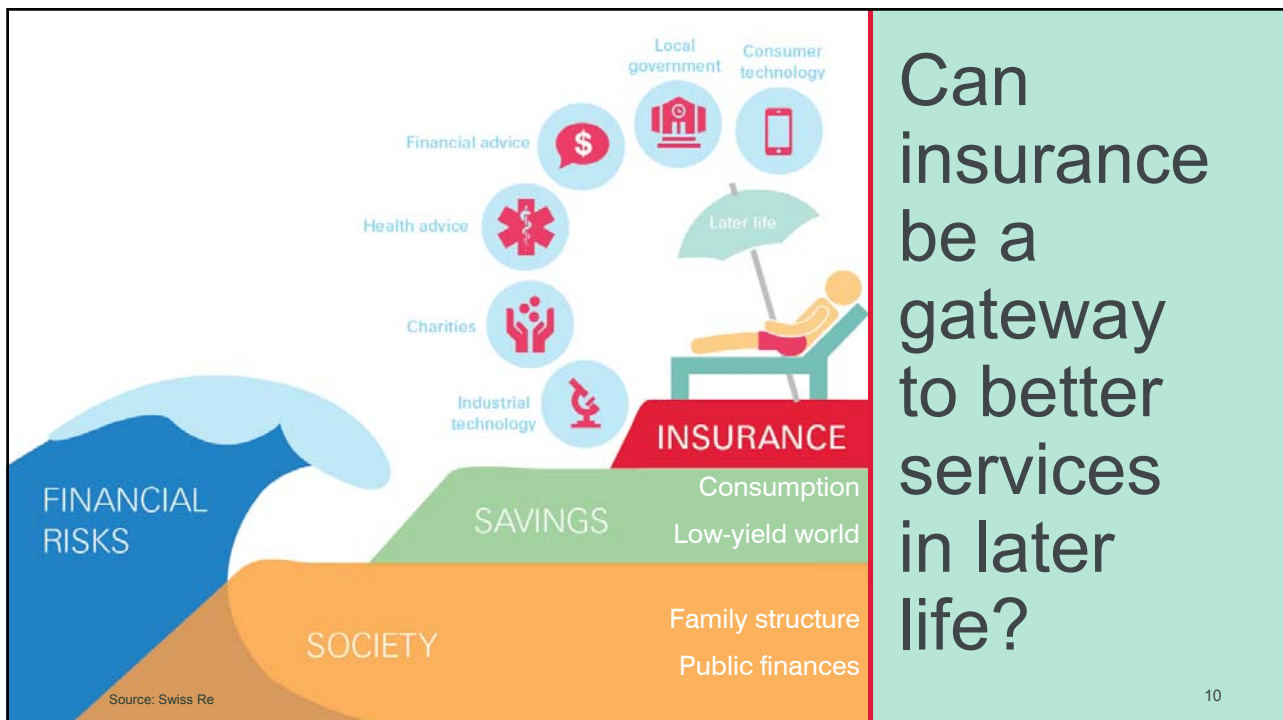 Local
government
Consumer
technology
Financial advice
$
Health advice
Later life
Charities
Industrial
technology
INSURANCE
FINANCIAL
RISKS
SAVINGS
Consumption
Low-yield world
SOCIETY
Family structure
Public finances
Source: Swiss Re
Can
insurance
be a
gateway
to better
services
in later
life?
10